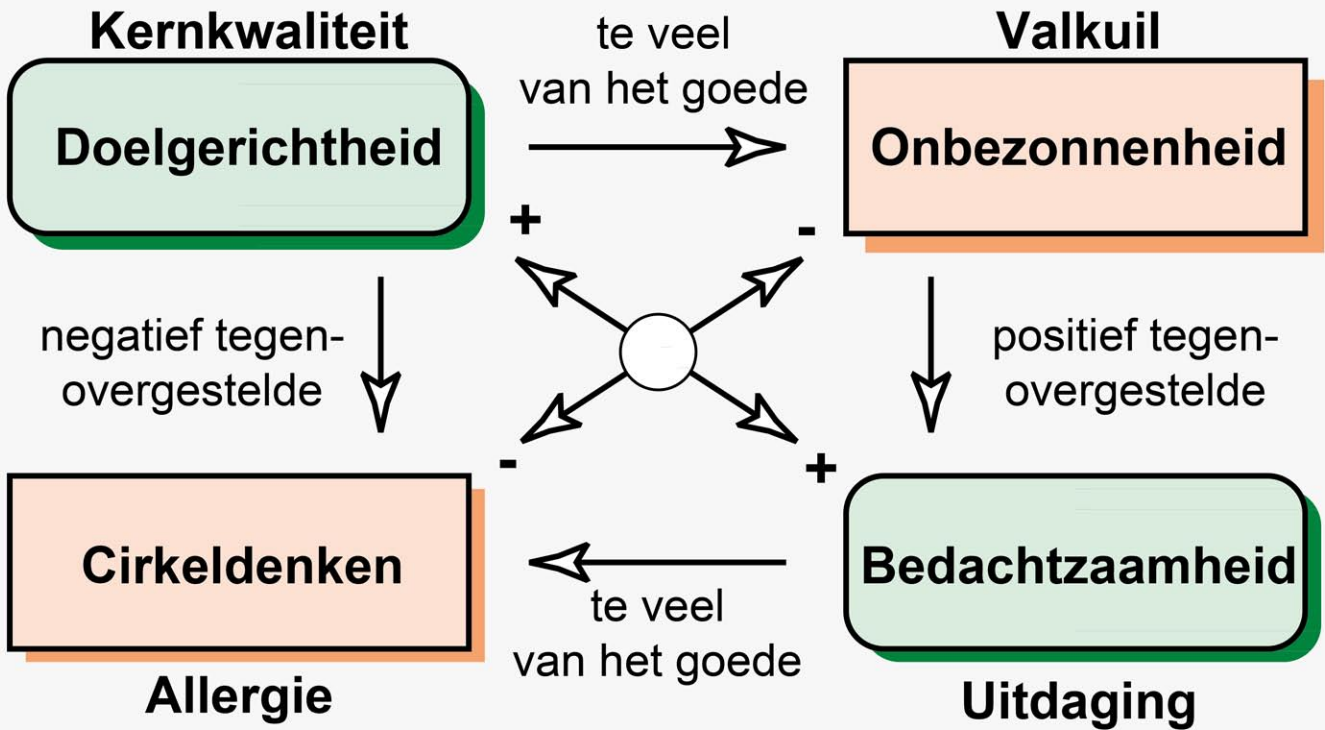 Kernkwaliteit
te veel
van het goede
Valkuil
Doelgerichtheid
Onbezonnenheid
+
-
negatief tegen-
overgestelde
positief tegen-
overgestelde
-
+
Cirkeldenken
Bedachtzaamheid
te veel
van het goede
Allergie
Uitdaging